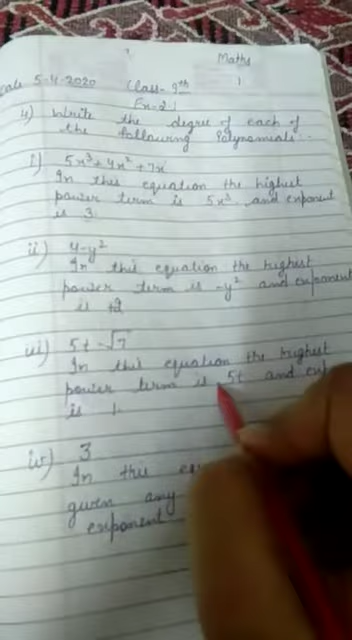 Maths
Date 5-4-2020 Class-9th 1
Ex-2.1
4) Write the degree of each of
the following Polynomials:-
i) 5x³+4x²+7x
In this equation the highest
power term is 5x³ and exponent
is 3.
ii) 4-y²
In this equation the highest
power term is -y² and exponent
is 2
iii) 5t-√7
In this equation the highest
power term is 5t and
is 1.
iv) 3
In this
given any
exponent